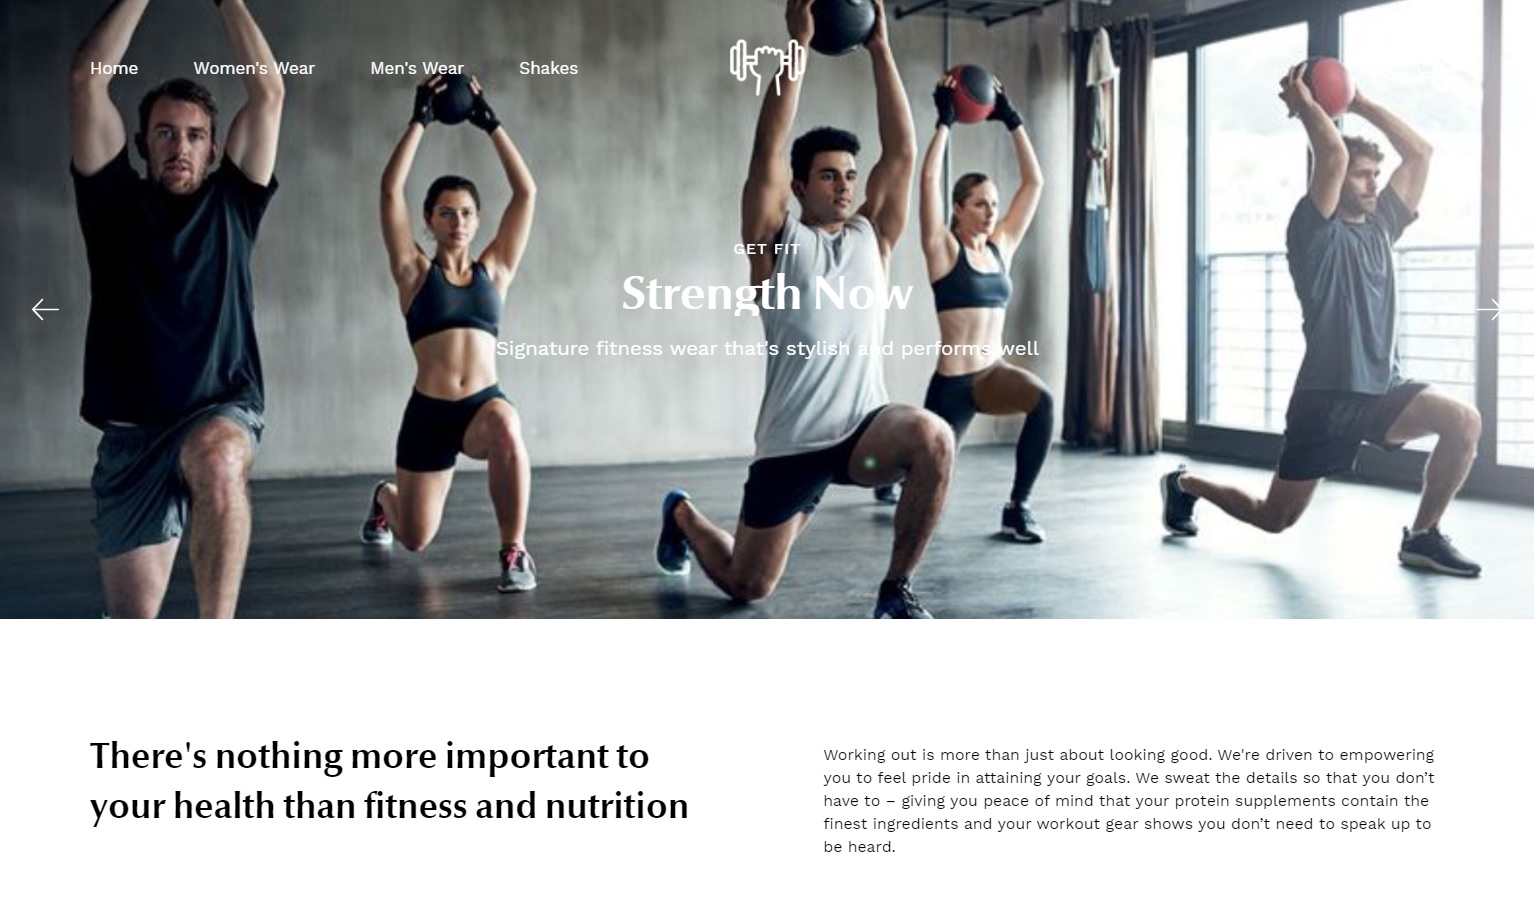 Home Women's Wear Men's Wear Shakes
GET FIT
Strength Now
Signature fitness wear that's stylish and performs well
There's nothing more important to
your health than fitness and nutrition
Working out is more than just about looking good. We're driven to empowering
you to feel pride in attaining your goals. We sweat the details so that you don’t
have to – giving you peace of mind that your protein supplements contain the
finest ingredients and your workout gear shows you don’t need to speak up to
be heard.